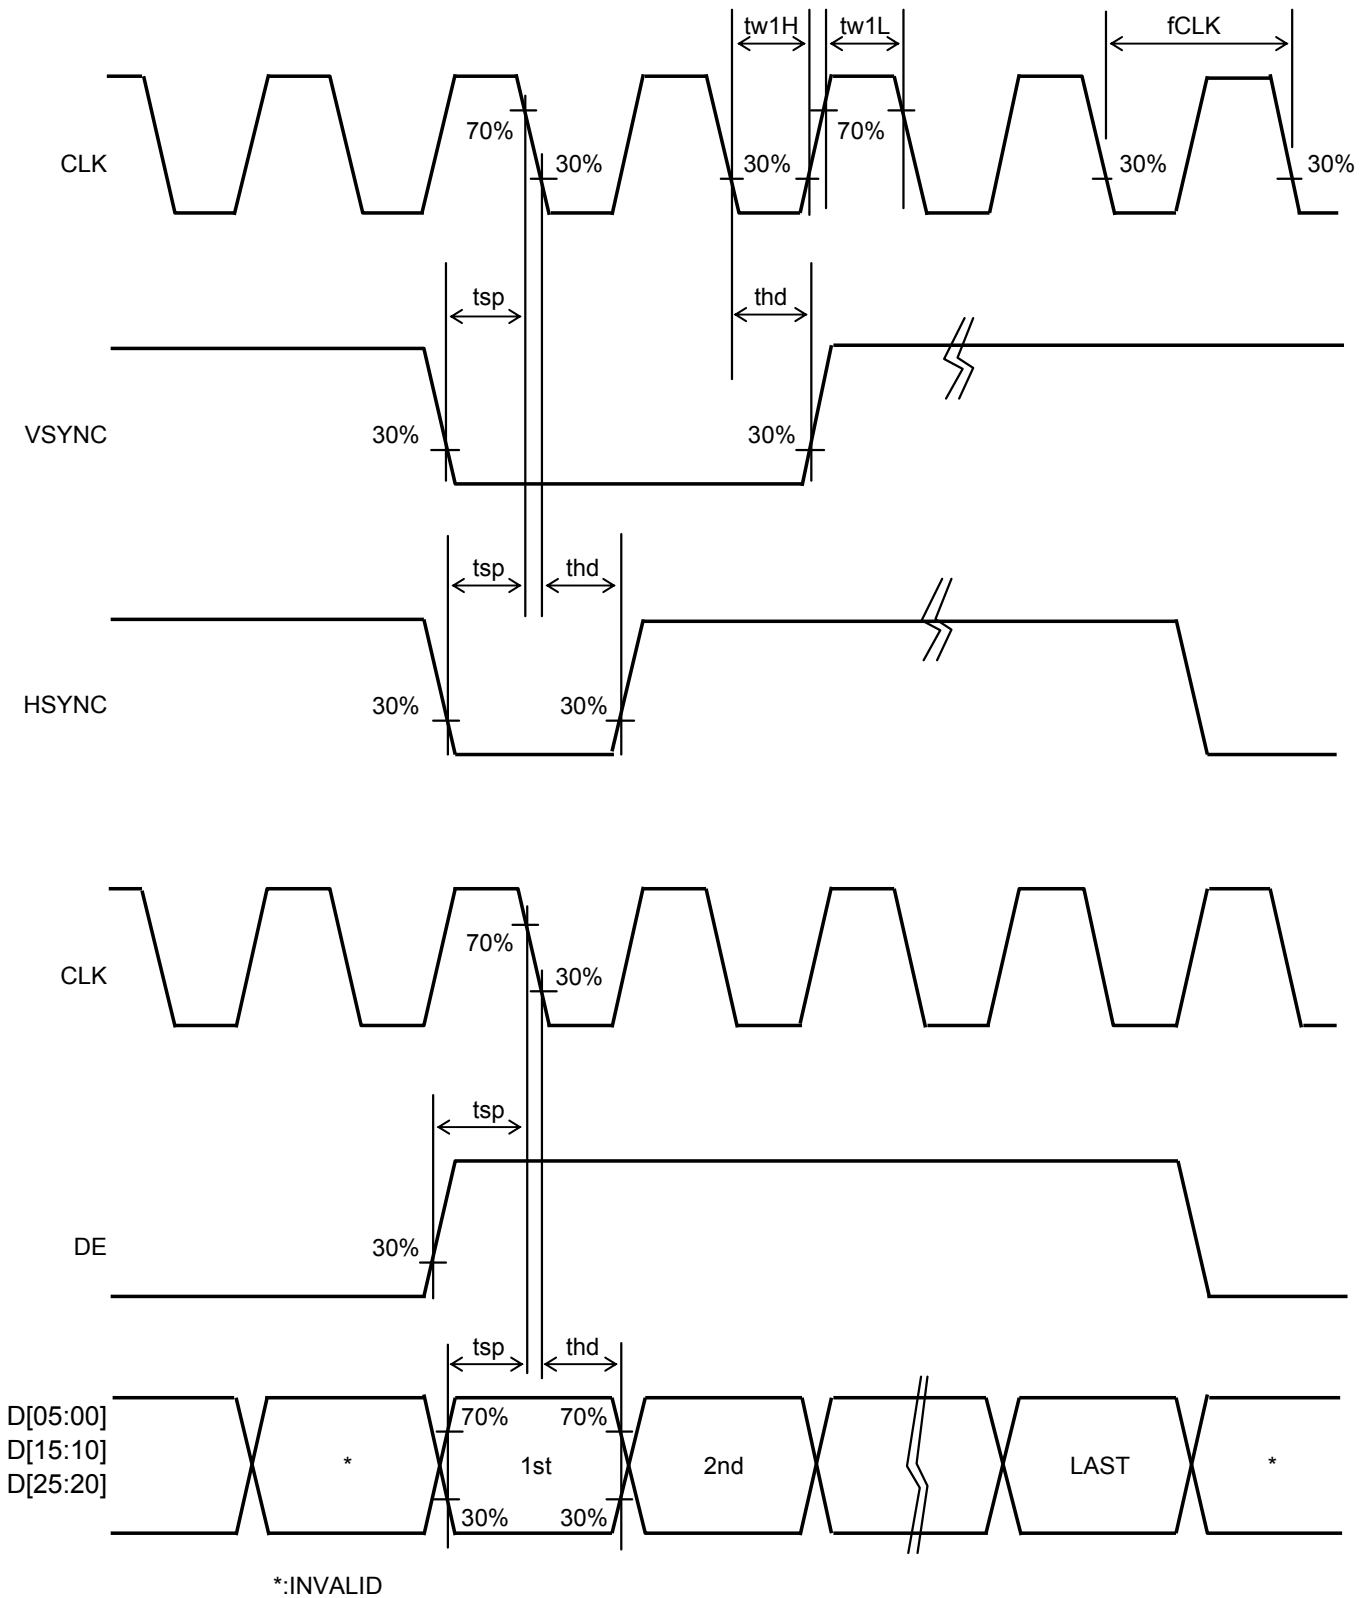 tw1H tw1L fCLK
70% 70%
CLK 30% 30% 30% 30%
tsp thd
VSYNC 30% 30%
tsp thd
HSYNC 30% 30%
70%
CLK 30%
tsp
DE 30%
tsp thd
D[05:00] 70% 70%
D[15:10] * 1st 2nd LAST *
D[25:20]
30% 30%
*:INVALID